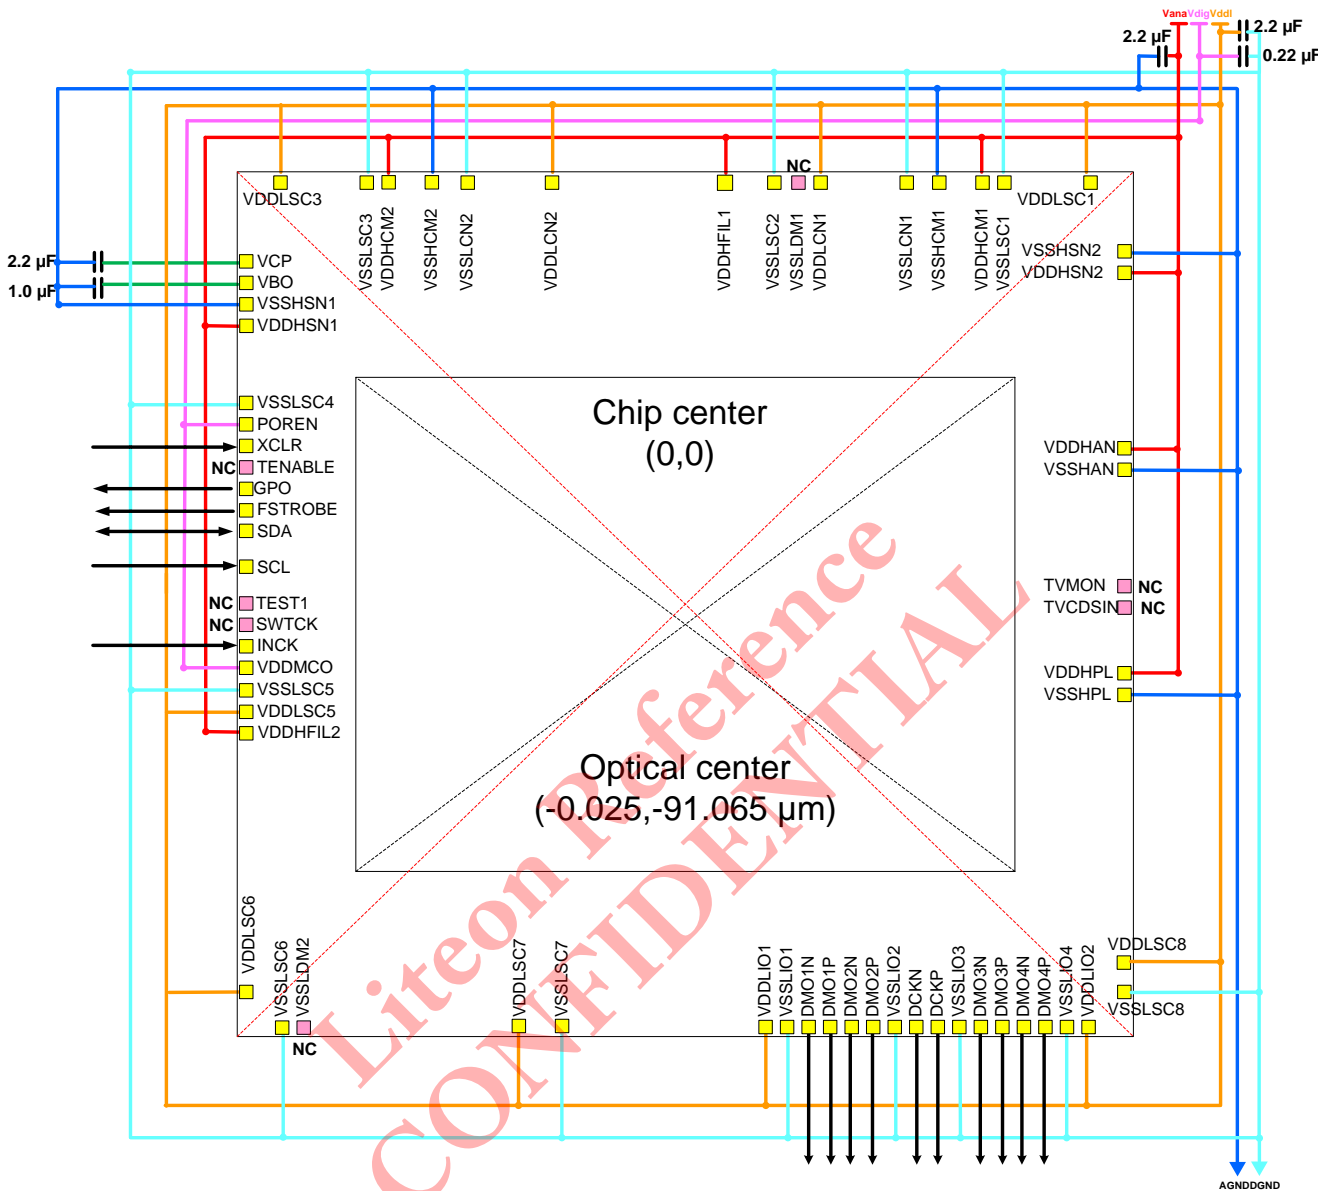 Vana Vdig Vddl
2.2 µF
2.2 µF
0.22 µF
NC
VDDLSC3
VSSLSC3
VDDHCM2
VSSHCM2
VSSLCN2
VDDLCN2
VDDHFIL1
VSSLSC2
VSSLDM1
VDDLCN1
VSSLCN1
VSSHCM1
VDDHCM1
VSSLSC1
VDDLSC1
2.2 µF
VCP
1.0 µF
VBO
VSSHSN1
VDDHSN1
VSSHSN2
VDDHSN2
VSSLSC4
POREN
XCLR
NC TENABLE
GPO
FSTROBE
SDA
SCL
NC TEST1
NC SWTCK
INCK
VDDMCO
VSSLSC5
VDDLSC5
VDDHFIL2
Chip center
(0,0)
VDDHAN
VSSHAN
TVMON NC
TVCDSIN NC
VDDHPL
VSSHPL
Optical center
(-0.025,-91.065 µm)
Liteon Reference
CONFIDENTIAL
VDDLSC6
VSSLSC6
VSSLDM2
NC
VDDLSC7
VSSLSC7
VDDLIO1
VSSLIO1
DMO1N
DMO1P
DMO2N
DMO2P
VSSLIO2
DCKN
DCKP
VSSLIO3
DMO3N
DMO3P
DMO4N
DMO4P
VSSLIO4
VDDLIO2
VDDLSC8
VSSLSC8
AGNDDGND